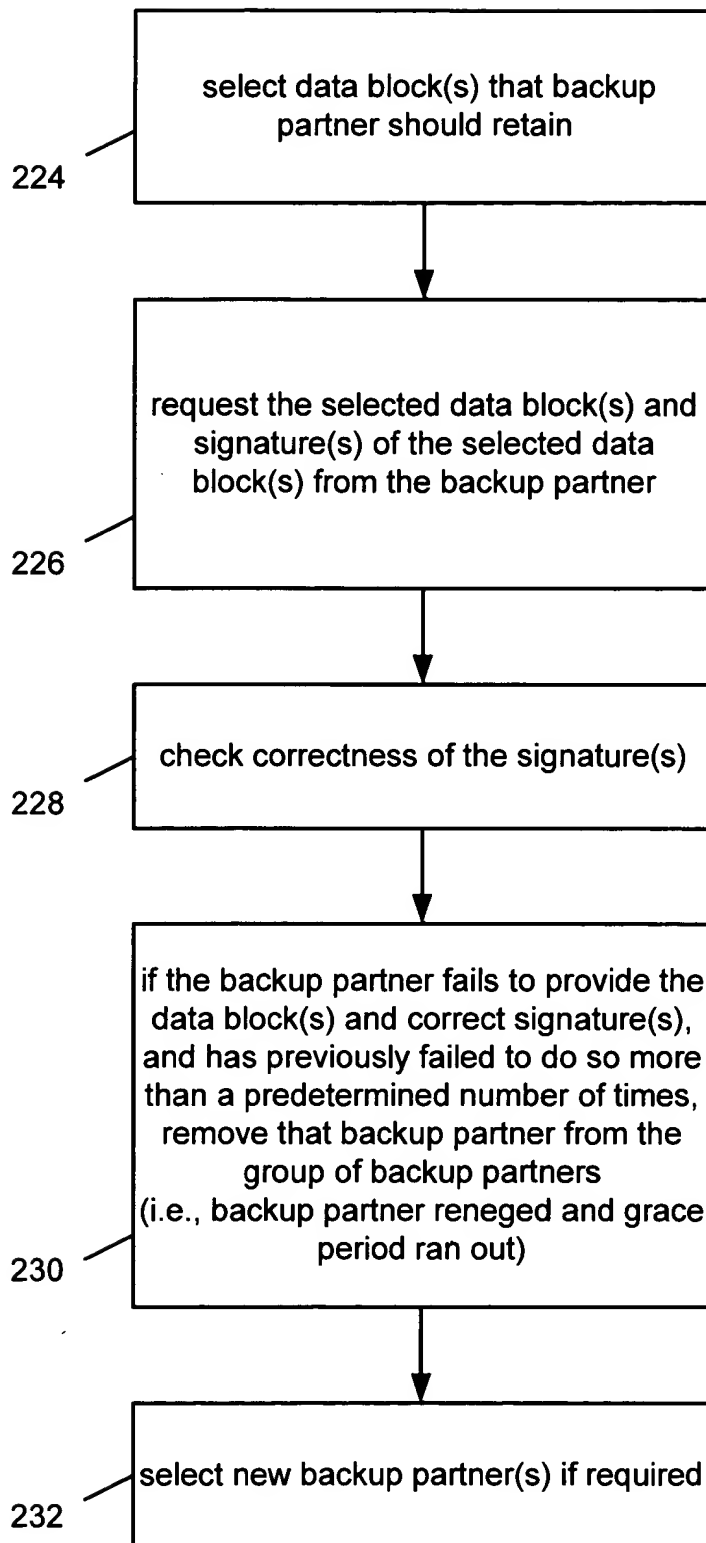 select data block(s) that backup
partner should retain
224
request the selected data block(s) and
signature(s) of the selected data
block(s) from the backup partner
226
check correctness of the signature(s)
228
if the backup partner fails to provide the
data block(s) and correct signature(s),
and has previously failed to do so more
than a predetermined number of times,
remove that backup partner from the
group of backup partners
(i.e., backup partner reneged and grace
period ran out)
230
select new backup partner(s) if required
232